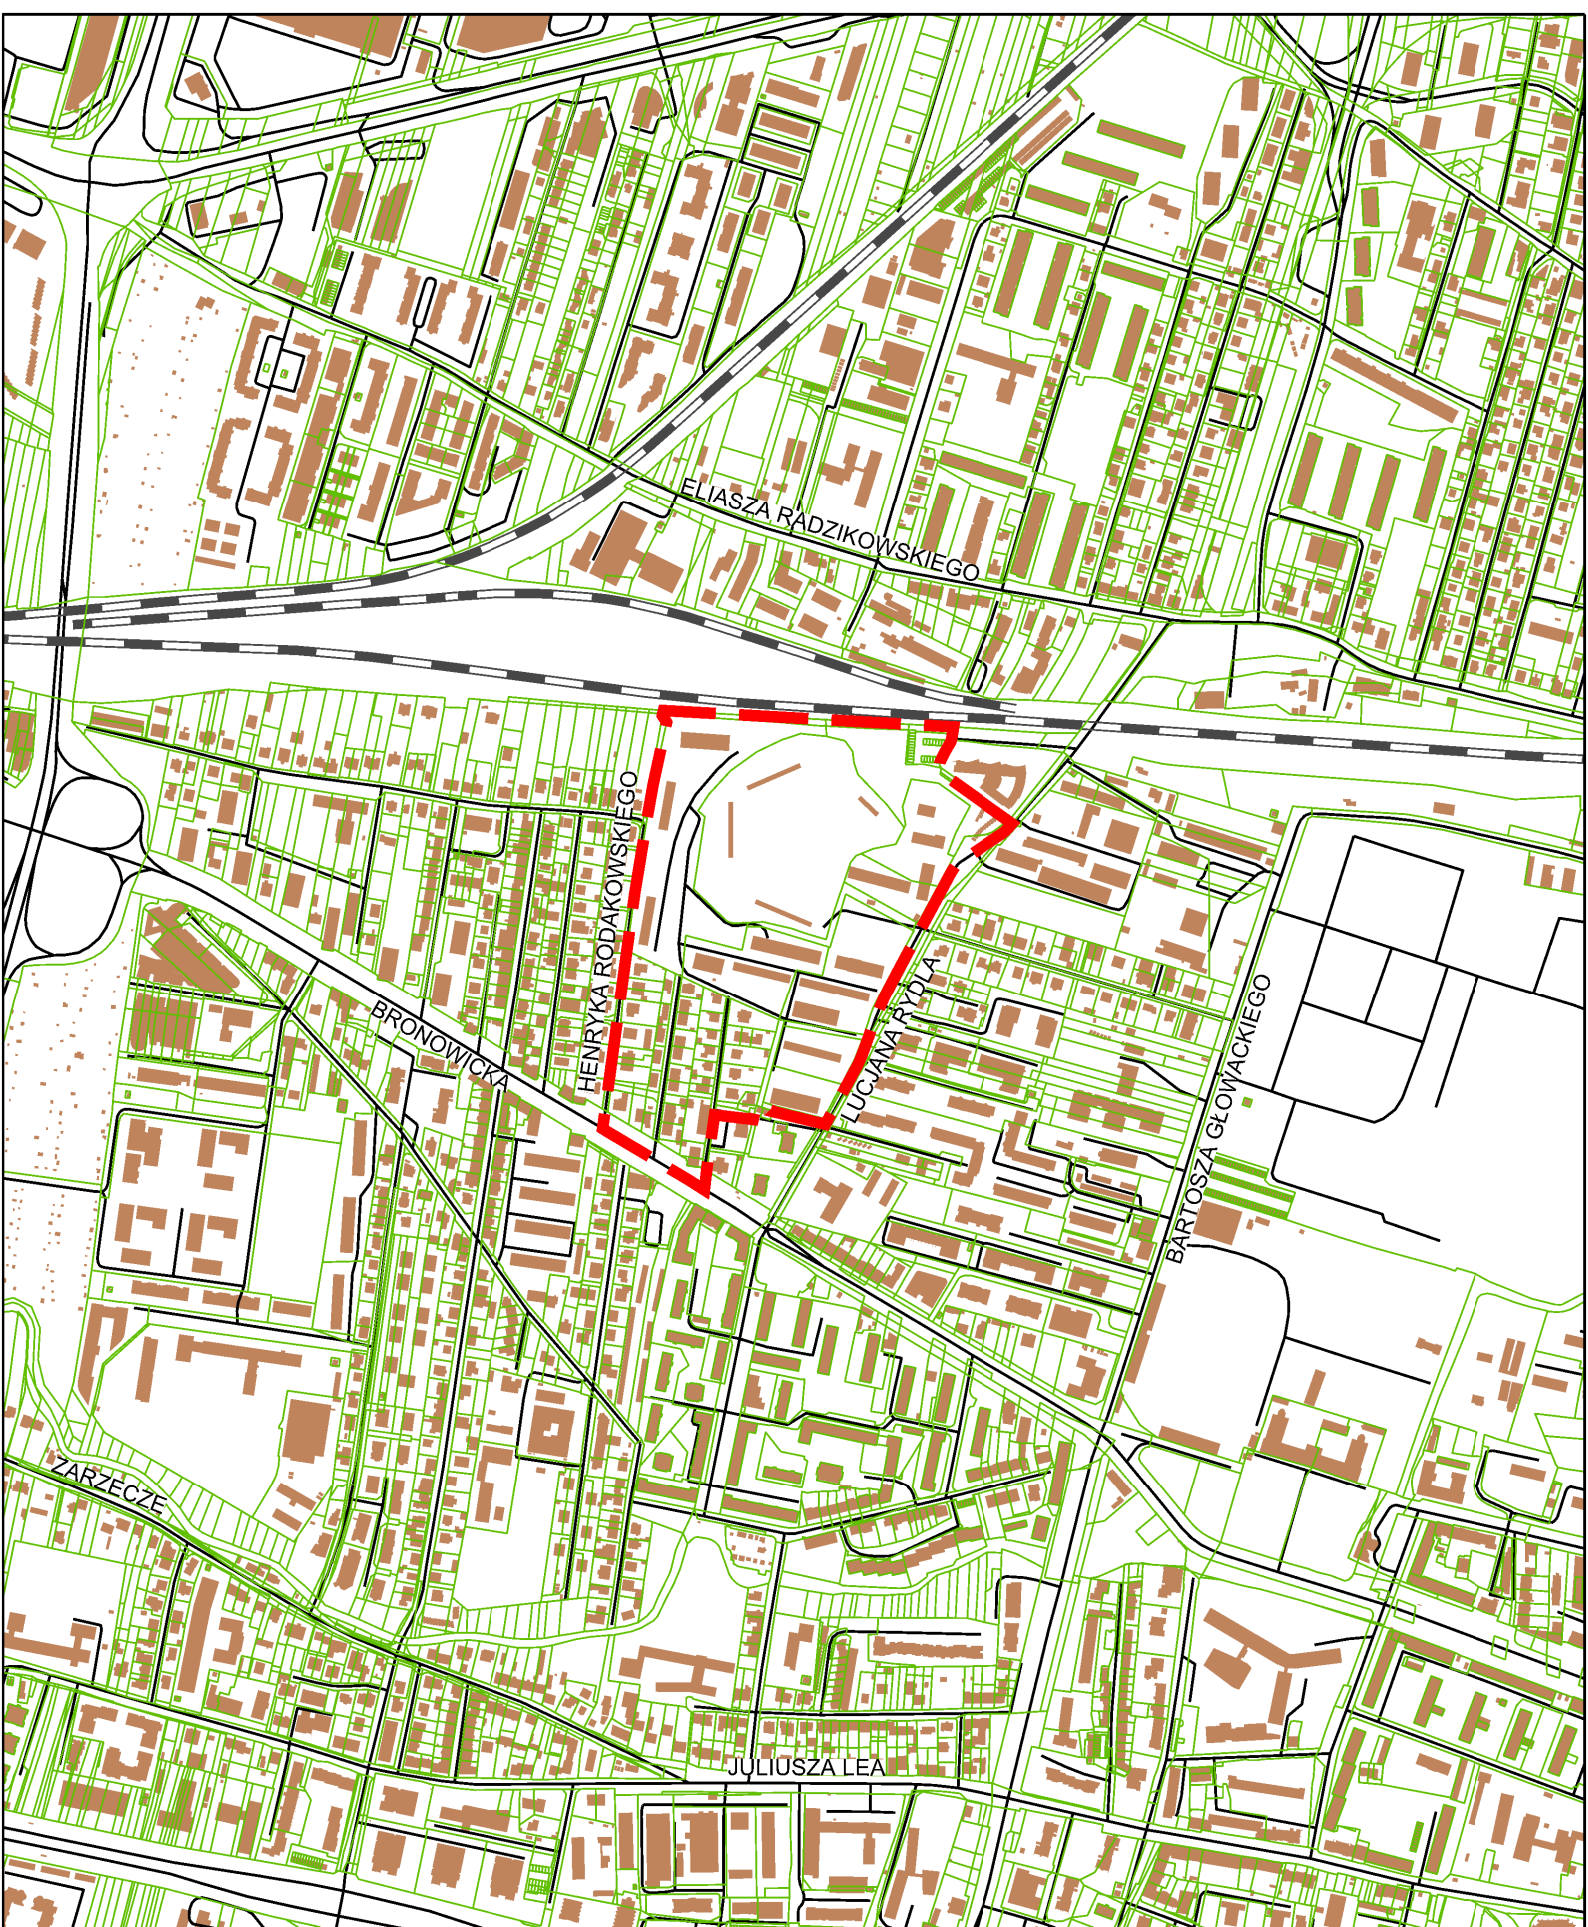 ELIASZA RADZIKOWSKIEGO
HENRYKA RODAKOWSKIEGO
LUCJANA RYDLA
BRONOWICKA
BARTOSZA GŁOWACKIEGO
ZARZECZE
JULIUSZA LEA